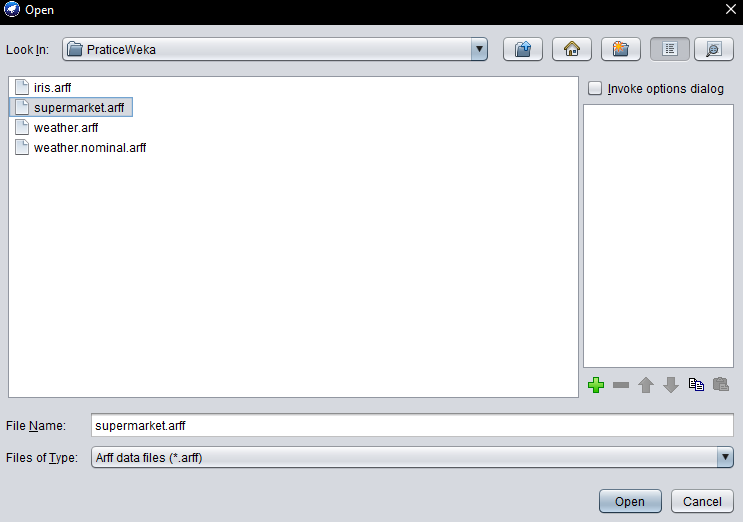 Open
Look In: PraticeWeka
iris.arff
supermarket.arff
weather.arff
weather.nominal.arff
Invoke options dialog
File Name: supermarket.arff
Files of Type: Arff data files (*.arff)
Open Cancel